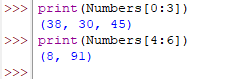 >>> print(Numbers[0:3])
(38, 30, 45)
>>> print(Numbers[4:6])
(8, 91)
>>>